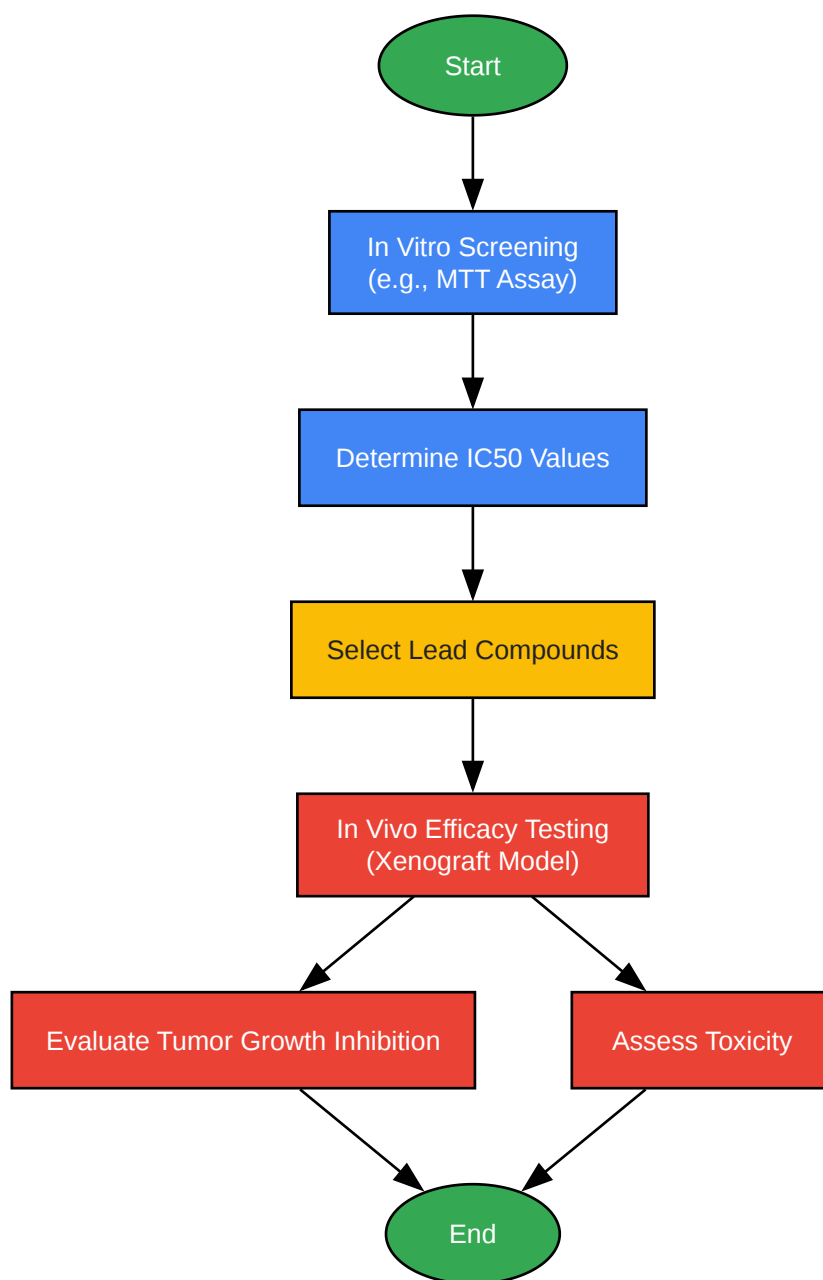 Start
In Vitro Screening
(e.g., MTT Assay)
Determine IC50 Values
Select Lead Compounds
In Vivo Efficacy Testing
(Xenograft Model)
Evaluate Tumor Growth Inhibition
Assess Toxicity
End